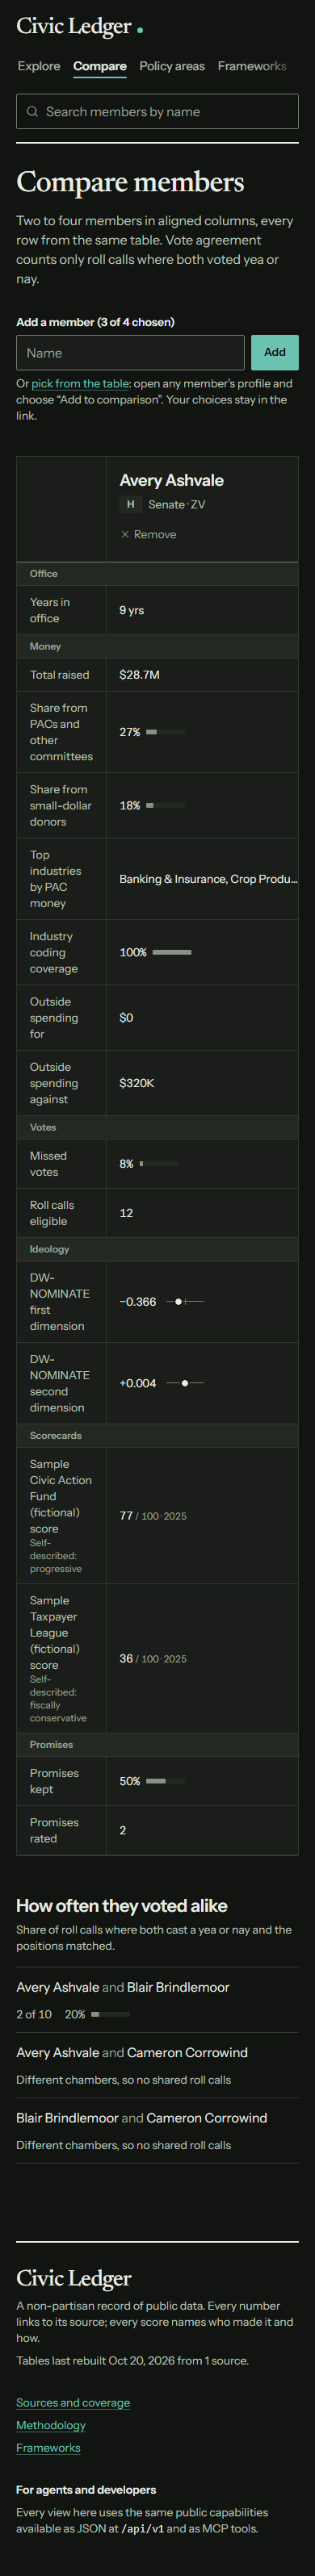 Civic Ledger
Explore Compare Policy areas Frameworks
Search members by name
Compare members
Two to four members in aligned columns, every
row from the same table. Vote agreement
counts only roll calls where both voted yea or
nay.
Add a member (3 of 4 chosen)
Name
Add
Or pick from the table: open any member's profile and
choose “Add to comparison”. Your choices stay in the
link.
Avery Ashvale
H Senate · ZV
× Remove
Office
Years in
office
9 yrs
Money
Total raised
$28.7M
Share from
PACs and
other
committees
27%
Share from
small-dollar
donors
18%
Top
industries
by PAC
money
Banking & Insurance, Crop Produ...
Industry
coding
coverage
100%
Outside
spending
for
$0
Outside
spending
against
$320K
Votes
Missed
votes
8%
Roll calls
eligible
12
Ideology
DW-
NOMINATE
first
dimension
−0.366
DW-
NOMINATE
second
dimension
+0.004
Scorecards
Sample
Civic Action
Fund
(fictional)
score
Self-
described:
progressive
77 / 100 · 2025
Sample
Taxpayer
League
(fictional)
score
Self-
described:
fiscally
conservative
36 / 100 · 2025
Promises
Promises
kept
50%
Promises
rated
2
How often they voted alike
Share of roll calls where both cast a yea or nay and the
positions matched.
Avery Ashvale and Blair Brindlemoor
2 of 10 20%
Avery Ashvale and Cameron Corrowind
Different chambers, so no shared roll calls
Blair Brindlemoor and Cameron Corrowind
Different chambers, so no shared roll calls
Civic Ledger
A non-partisan record of public data. Every number
links to its source; every score names who made it and
how.
Tables last rebuilt Oct 20, 2026 from 1 source.
Sources and coverage
Methodology
Frameworks
For agents and developers
Every view here uses the same public capabilities
available as JSON at /api/v1 and as MCP tools.